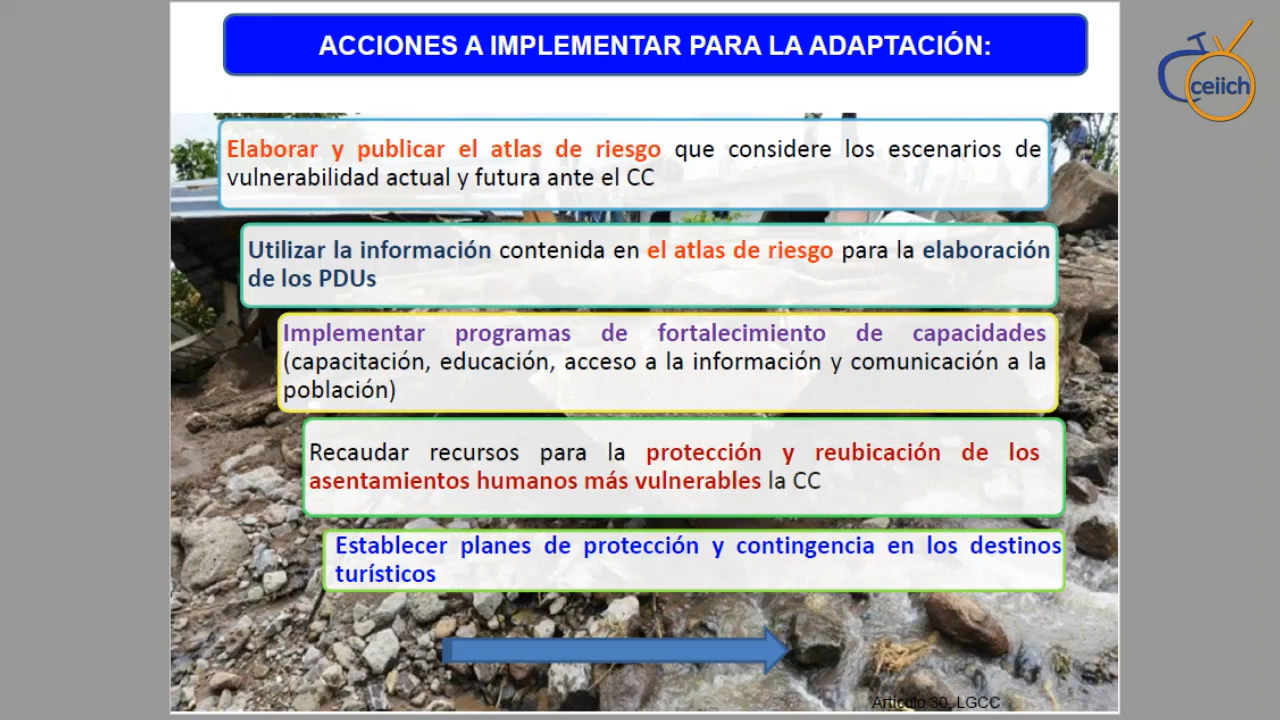 ACCIONES A IMPLEMENTAR PARA LA ADAPTACIÓN:
ceiich
Elaborar y publicar el atlas de riesgo que considere los escenarios de
vulnerabilidad actual y futura ante el CC
Utilizar la información contenida en el atlas de riesgo para la elaboración
de los PDUs
Implementar programas de fortalecimiento de capacidades
(capacitación, educación, acceso a la información y comunicación a la
población)
Recaudar recursos para la protección y reubicación de los
asentamientos humanos más vulnerables la CC
Establecer planes de protección y contingencia en los destinos
turísticos
Artículo 30, LGCC